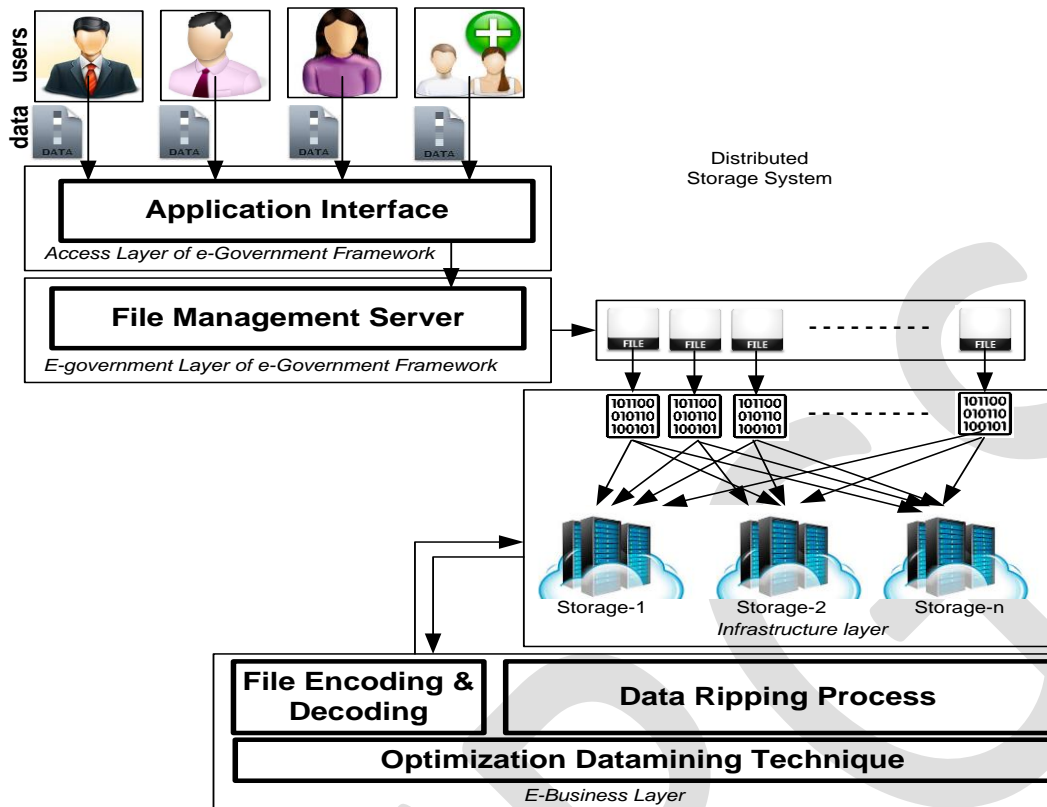 users
data
DATA
DATA
DATA
DATA
Distributed
Storage System
Application Interface
Access Layer of e-Government Framework
File Management Server
E-government Layer of e-Government Framework
FILE
FILE
FILE
FILE
101100
010110
100101
101100
010110
100101
101100
010110
100101
101100
010110
100101
Storage-1
Storage-2
Storage-n
Infrastructure layer
File Encoding &
Decoding
Data Ripping Process
Optimization Datamining Technique
E-Business Layer